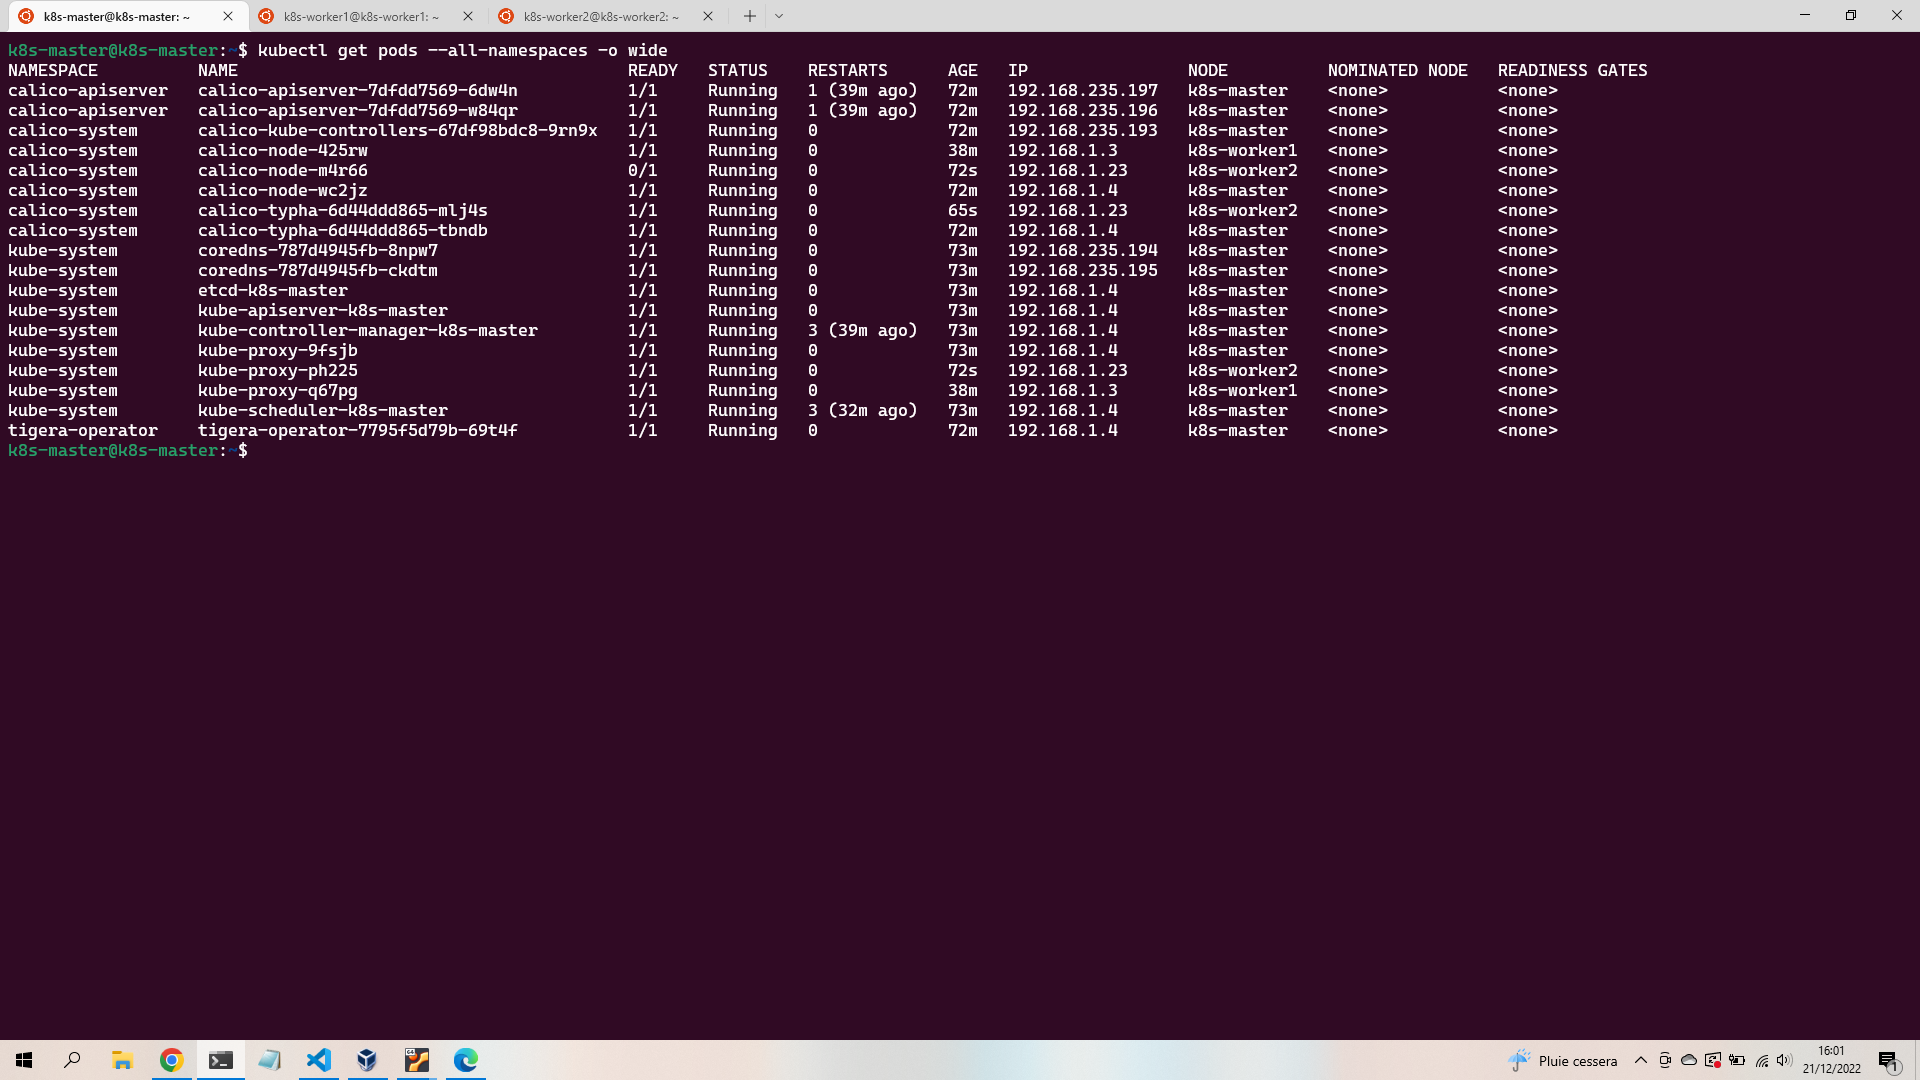 k8s-master@k8s-master: ~ k8s-worker1@k8s-worker1: ~ k8s-worker2@k8s-worker2: ~
k8s-master@k8s-master:~$ kubectl get pods --all-namespaces -o wide
NAMESPACE NAME READY STATUS RESTARTS AGE IP NODE NOMINATED NODE READINESS GATES
calico-apiserver calico-apiserver-7dfdd7569-6dw4n 1/1 Running 1 (39m ago) 72m 192.168.235.197 k8s-master <none> <none>
calico-apiserver calico-apiserver-7dfdd7569-w84qr 1/1 Running 1 (39m ago) 72m 192.168.235.196 k8s-master <none> <none>
calico-system calico-kube-controllers-67df98bdc8-9rn9x 1/1 Running 0 72m 192.168.235.193 k8s-master <none> <none>
calico-system calico-node-425rw 1/1 Running 0 38m 192.168.1.3 k8s-worker1 <none> <none>
calico-system calico-node-m4r66 0/1 Running 0 72s 192.168.1.23 k8s-worker2 <none> <none>
calico-system calico-node-wc2jz 1/1 Running 0 72m 192.168.1.4 k8s-master <none> <none>
calico-system calico-typha-6d44ddd865-mlj4s 1/1 Running 0 65s 192.168.1.23 k8s-worker2 <none> <none>
calico-system calico-typha-6d44ddd865-tbndb 1/1 Running 0 72m 192.168.1.4 k8s-master <none> <none>
kube-system coredns-787d4945fb-8npw7 1/1 Running 0 73m 192.168.235.194 k8s-master <none> <none>
kube-system coredns-787d4945fb-ckdtm 1/1 Running 0 73m 192.168.235.195 k8s-master <none> <none>
kube-system etcd-k8s-master 1/1 Running 0 73m 192.168.1.4 k8s-master <none> <none>
kube-system kube-apiserver-k8s-master 1/1 Running 0 73m 192.168.1.4 k8s-master <none> <none>
kube-system kube-controller-manager-k8s-master 1/1 Running 3 (39m ago) 73m 192.168.1.4 k8s-master <none> <none>
kube-system kube-proxy-9fsjb 1/1 Running 0 73m 192.168.1.4 k8s-master <none> <none>
kube-system kube-proxy-ph225 1/1 Running 0 72s 192.168.1.23 k8s-worker2 <none> <none>
kube-system kube-proxy-q67pg 1/1 Running 0 38m 192.168.1.3 k8s-worker1 <none> <none>
kube-system kube-scheduler-k8s-master 1/1 Running 3 (32m ago) 73m 192.168.1.4 k8s-master <none> <none>
tigera-operator tigera-operator-7795f5d79b-69t4f 1/1 Running 0 72m 192.168.1.4 k8s-master <none> <none>
k8s-master@k8s-master:~$
Pluie cessera
16:01
21/12/2022
1